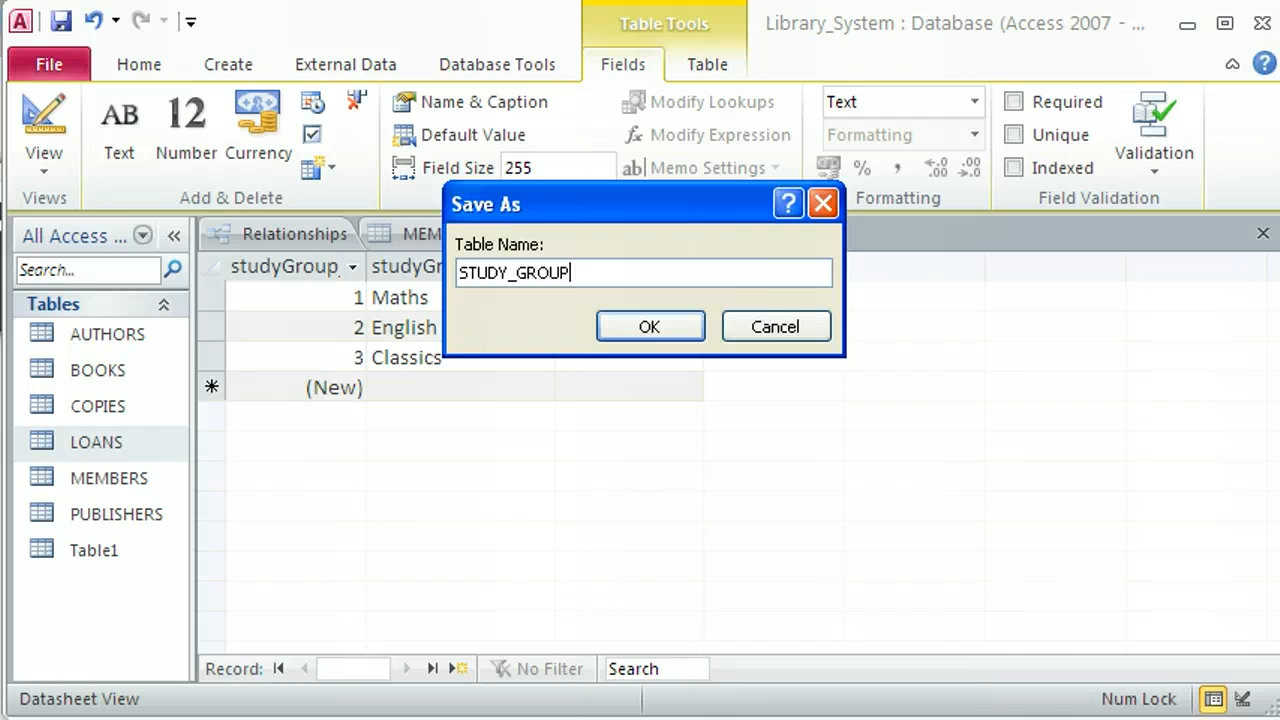 Table Tools
Library_System : Database (Access 2007 - ...
File Home Create External Data Database Tools Fields Table
AB Text
12 Number
Currency
View
Name & Caption
Default Value
Field Size 255
Modify Lookups
fx Modify Expression
ab| Memo Settings
Text
Formatting
% ,
Required
Unique
Indexed
Validation
Views
Add & Delete
Formatting
Field Validation
Save As
Table Name:
STUDY_GROUP
OK Cancel
All Access ...
Search...
Tables
AUTHORS
BOOKS
COPIES
LOANS
MEMBERS
PUBLISHERS
Table1
Relationships MEM
studyGroup_ studyGr
1 Maths
2 English
3 Classics
(New)
Record: No Filter Search
Datasheet View Num Lock